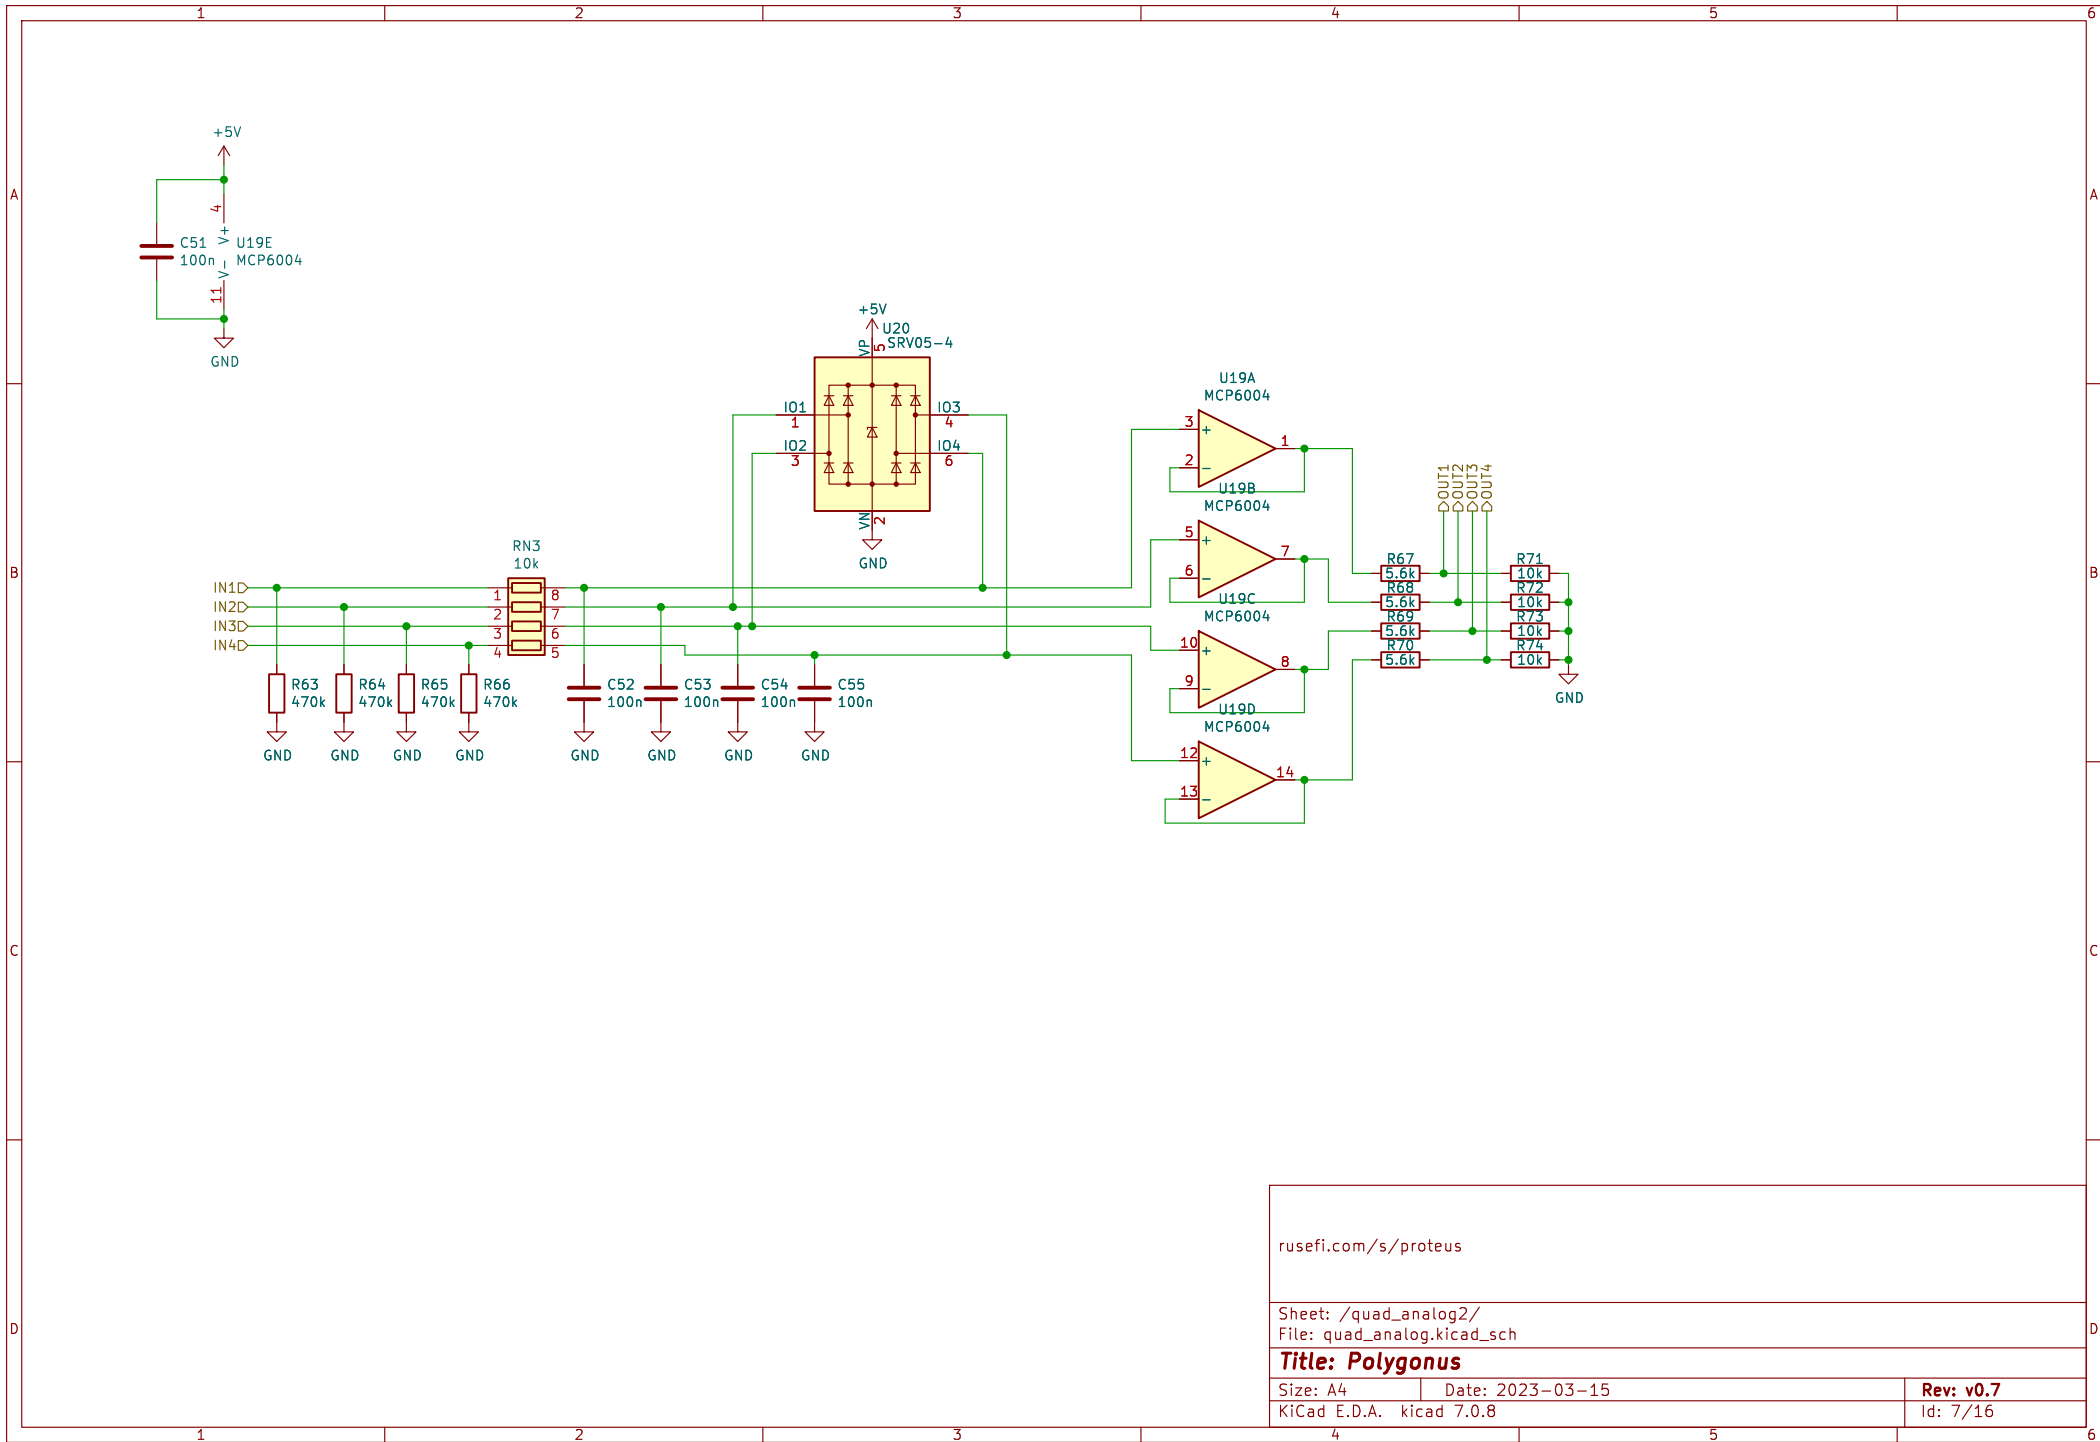 1 2 3 4 5 6
A A
B B
C C
D D
+5V
4
V+
C51
100n
U19E
MCP6004
V-
11
GND
+5V
U20
SRV05-4
VP
5
IO1
1
IO2
3
IO3
4
IO4
6
VN
2
GND
IN1
IN2
IN3
IN4
RN3
10k
1 8
2 7
3 6
4 5
R63
470k
GND
R64
470k
GND
R65
470k
GND
R66
470k
GND
C52
100n
GND
C53
100n
GND
C54
100n
GND
C55
100n
GND
U19A
MCP6004
3 +
2 -
1
U19B
MCP6004
5 +
6 -
7
U19C
MCP6004
10 +
9 -
8
U19D
MCP6004
12 +
13 -
14
OUT1
OUT2
OUT3
OUT4
R67
5.6k
R68
5.6k
R69
5.6k
R70
5.6k
R71
10k
R72
10k
R73
10k
R74
10k
GND
rusefi.com/s/proteus
Sheet: /quad_analog2/
File: quad_analog.kicad_sch
Title: Polygonus
Size: A4 Date: 2023-03-15 Rev: v0.7
KiCad E.D.A. kicad 7.0.8 Id: 7/16
1 2 3 4 5 6